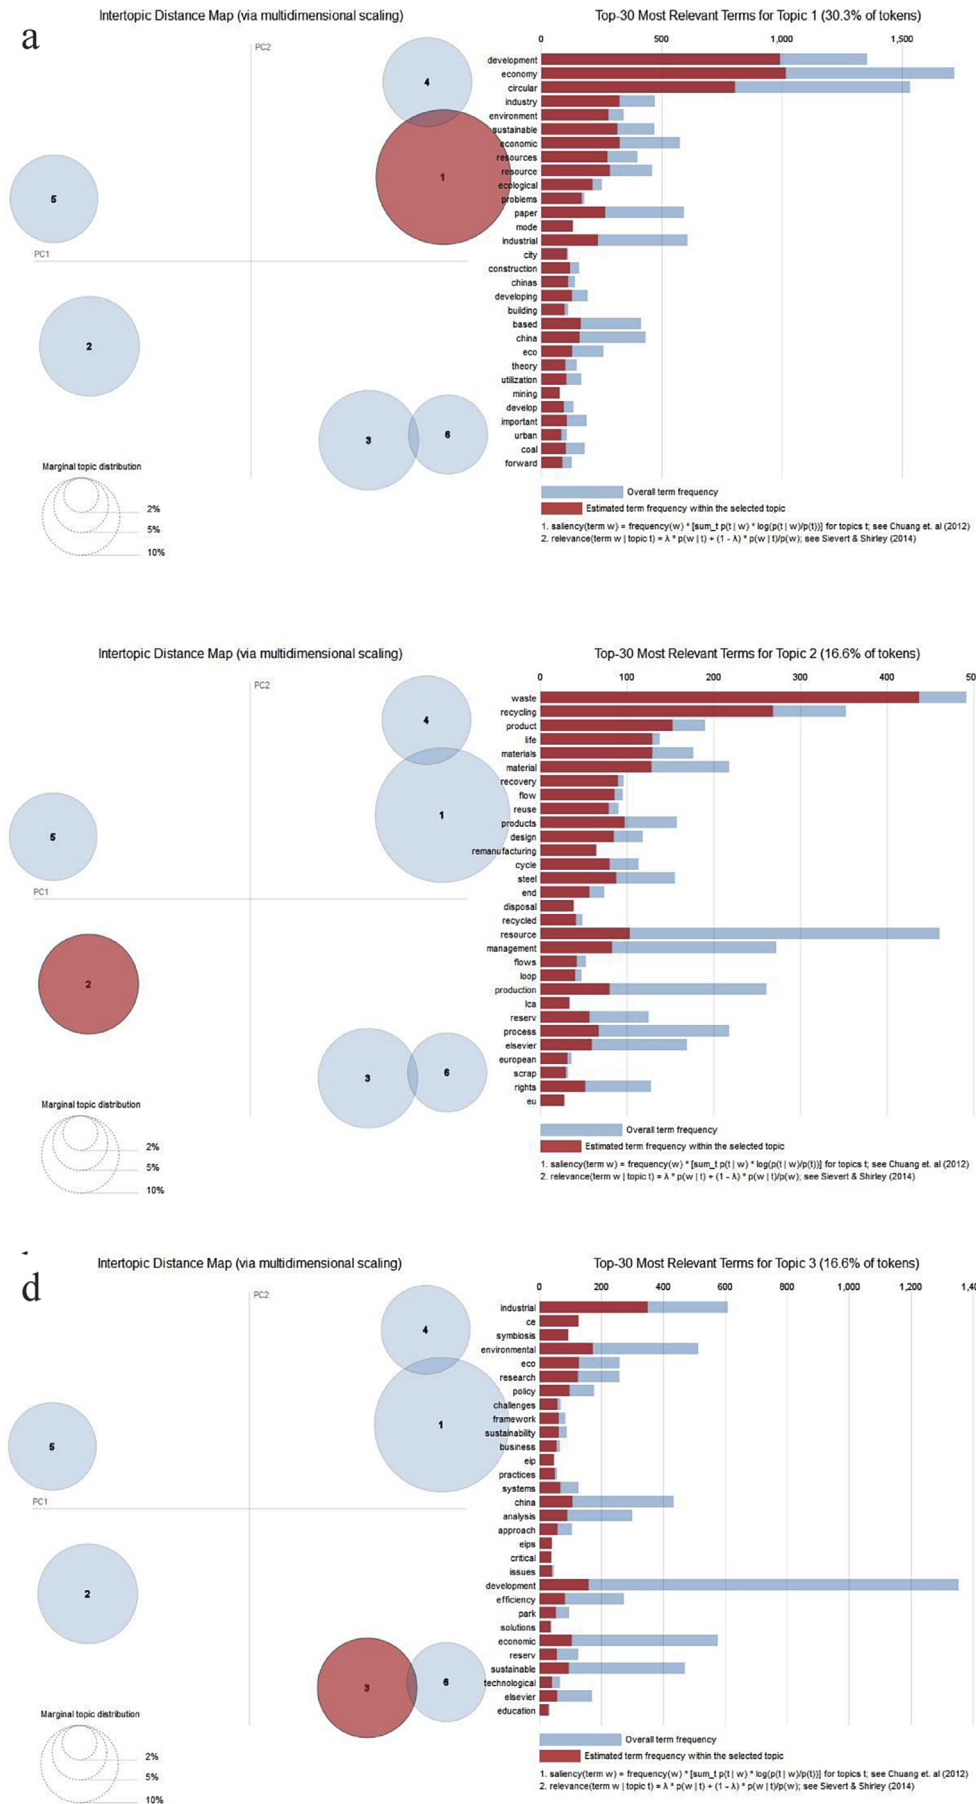 Intertopic Distance Map (via multidimensional scaling)
Top-30 Most Relevant Terms for Topic 1 (30.3% of tokens)
a
PC2
PC1
4
1
5
2
3
6
Marginal topic distribution
2%
5%
10%
0 500 1,000 1,500
development
economy
circular
industry
environment
sustainable
economic
resources
resource
ecological
problems
paper
mode
industrial
city
construction
chinas
developing
building
based
china
eco
theory
utilization
mining
develop
important
urban
coal
forward
Overall term frequency
Estimated term frequency within the selected topic
1. saliency(term w) = frequency(w) * [sum_t p(t | w) * log(p(t | w)/p(t))] for topics t; see Chuang et. al (2012)
2. relevance(term w | topic t) = λ * p(w | t) + (1 - λ) * p(w | t)/p(w); see Sievert & Shirley (2014)
Intertopic Distance Map (via multidimensional scaling)
Top-30 Most Relevant Terms for Topic 2 (16.6% of tokens)
PC2
PC1
4
1
5
2
3
6
Marginal topic distribution
2%
5%
10%
0 100 200 300 400 50
waste
recycling
product
life
materials
material
recovery
flow
reuse
products
design
remanufacturing
cycle
steel
end
disposal
recycled
resource
management
flows
loop
production
lca
reserv
process
elsevier
european
scrap
rights
eu
Overall term frequency
Estimated term frequency within the selected topic
1. saliency(term w) = frequency(w) * [sum_t p(t | w) * log(p(t | w)/p(t))] for topics t; see Chuang et. al (2012)
2. relevance(term w | topic t) = λ * p(w | t) + (1 - λ) * p(w | t)/p(w); see Sievert & Shirley (2014)
Intertopic Distance Map (via multidimensional scaling)
Top-30 Most Relevant Terms for Topic 3 (16.6% of tokens)
d
PC2
PC1
4
1
5
2
3
6
Marginal topic distribution
2%
5%
10%
0 200 400 600 800 1,000 1,200 1,40
industrial
ce
symbiosis
environmental
eco
research
policy
challenges
framework
sustainability
business
eip
practices
systems
china
analysis
approach
eips
critical
issues
development
efficiency
park
solutions
economic
reserv
sustainable
technological
elsevier
education
Overall term frequency
Estimated term frequency within the selected topic
1. saliency(term w) = frequency(w) * [sum_t p(t | w) * log(p(t | w)/p(t))] for topics t; see Chuang et. al (2012)
2. relevance(term w | topic t) = λ * p(w | t) + (1 - λ) * p(w | t)/p(w); see Sievert & Shirley (2014)